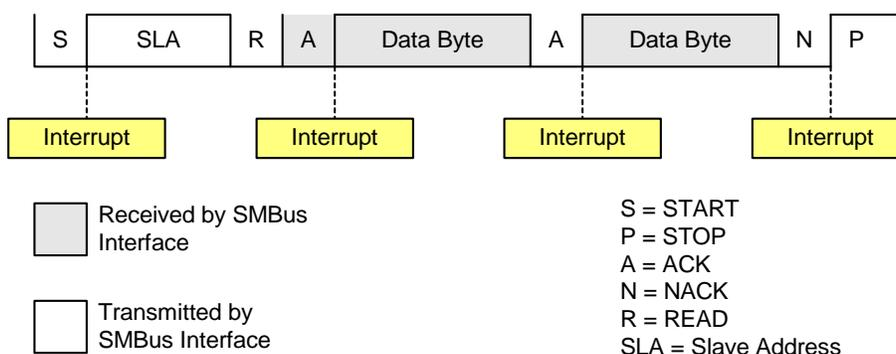 S SLA R A Data Byte A Data Byte N P
Interrupt Interrupt Interrupt Interrupt
Received by SMBus
Interface
Transmitted by
SMBus Interface
S = START
P = STOP
A = ACK
N = NACK
R = READ
SLA = Slave Address